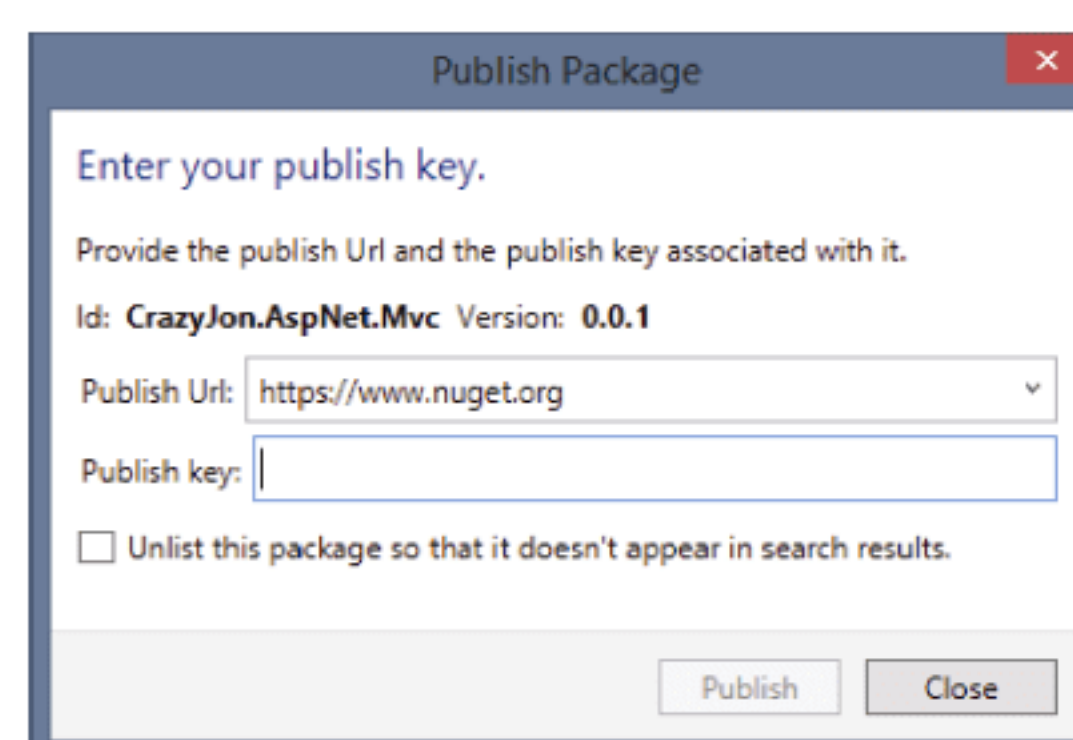 Publish Package
Enter your publish key.
Provide the publish Url and the publish key associated with it.
Id: CrazyJon.AspNet.Mvc Version: 0.0.1
Publish Url: https://www.nuget.org
Publish key:
Unlist this package so that it doesn't appear in search results.
Publish Close